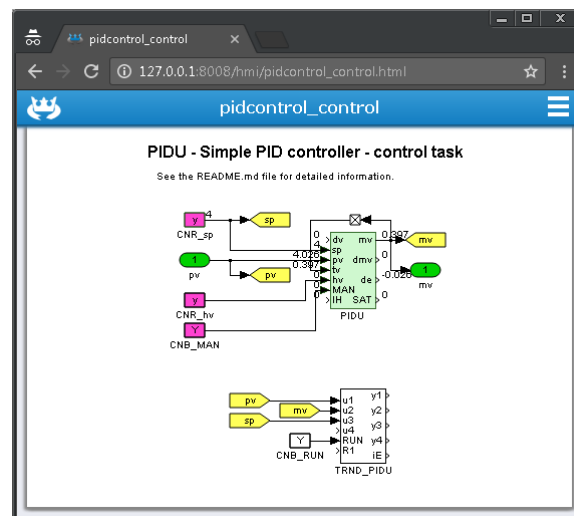 pidcontrol_control
127.0.0.1:8008/hmi/pidcontrol_control.html
pidcontrol_control
PIDU - Simple PID controller - control task
See the README.md file for detailed information.
y 4 sp
CNR_sp
0 dv mv 0.397 mv
4 sp
1 4.026 pv dmv 0 1
pv 0.397 tv mv
pv 0 hv de -0.026
y 0 MAN
CNR_hv 0 IH SAT 0
Y PIDU
CNB_MAN
pv u1 y1
mv u2 y2
sp u3 y3
u4
Y RUN y4
CNB_RUN R1 iE
TRND_PIDU